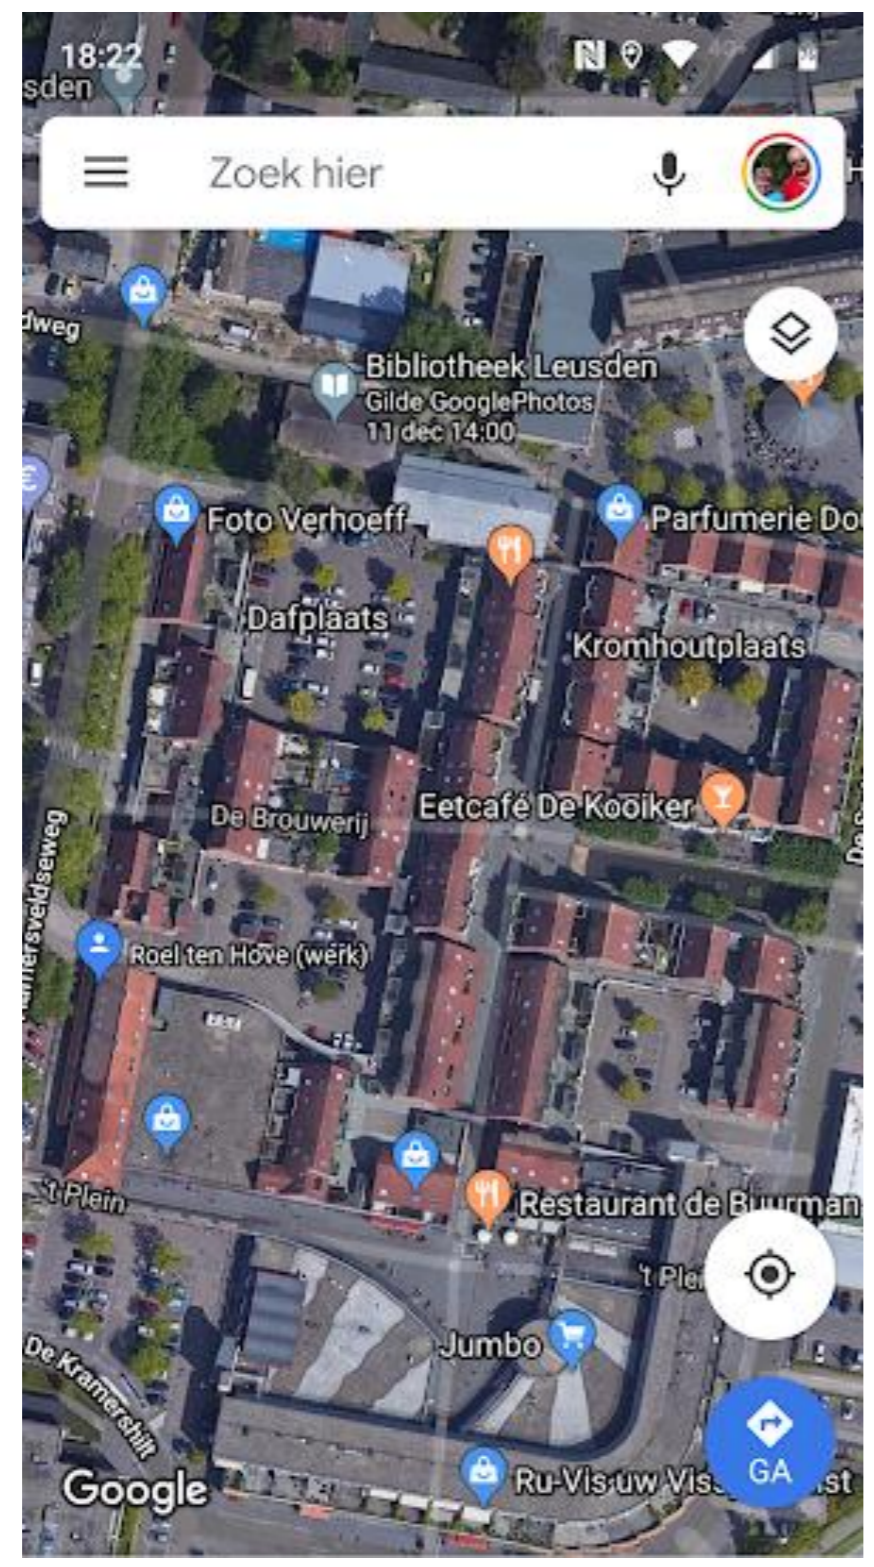 18:22
sden
Zoek hier
dweg
Bibliotheek Leusden
Gilde GooglePhotos
11 dec 14:00
Foto Verhoeff
Parfumerie Do
Dafplaats
Kromhoutplaats
Eetcafé De Kooiker
De Brouwerij
amersveldseweg
Roel ten Hove (werk)
't Plein
Restaurant de Buurman
't Ple
Jumbo
De Kramershilt
GA
Google
Ru-Vis uw Vis
st